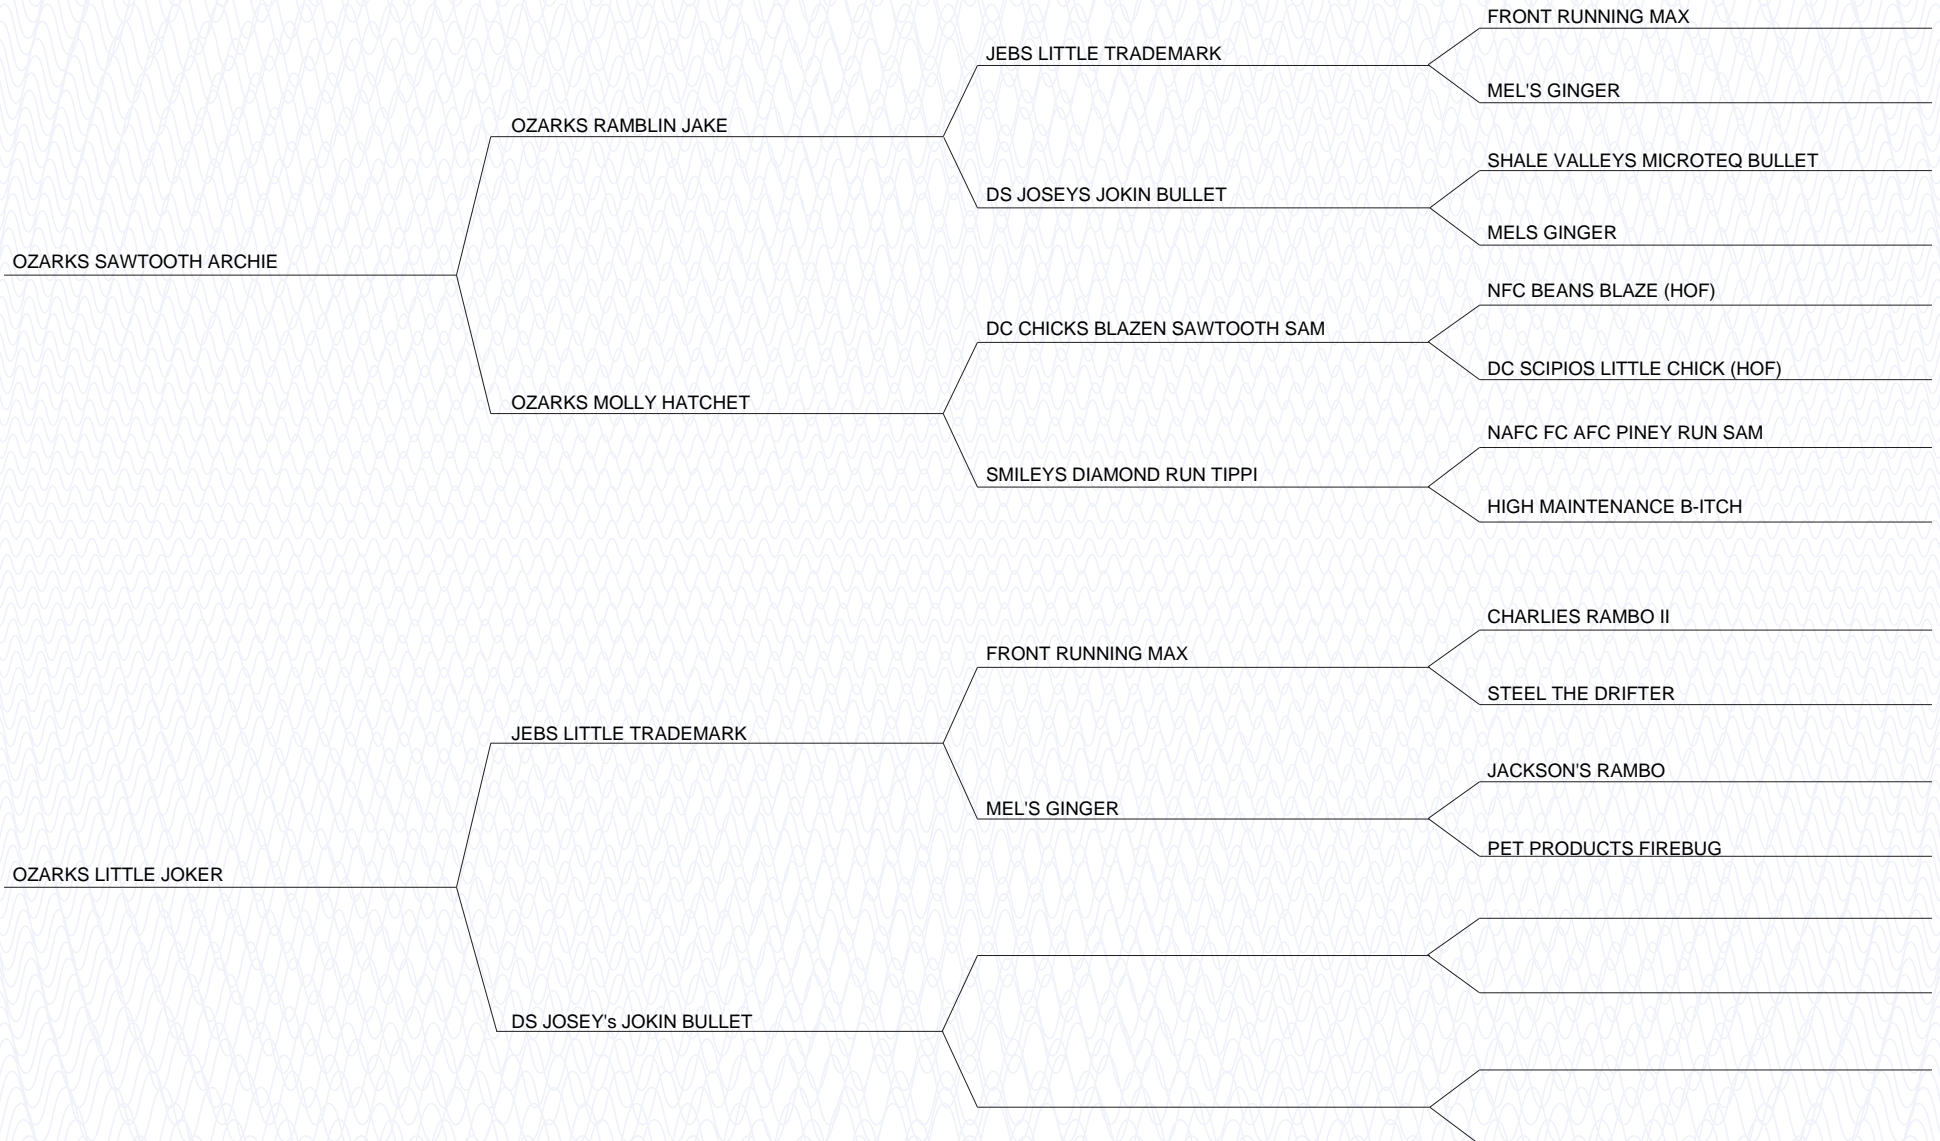 FRONT RUNNING MAX
JEBS LITTLE TRADEMARK
MEL'S GINGER
OZARKS RAMBLIN JAKE
SHALE VALLEYS MICROTEQ BULLET
DS JOSEYS JOKIN BULLET
MELS GINGER
OZARKS SAWTOOTH ARCHIE
NFC BEANS BLAZE (HOF)
DC CHICKS BLAZEN SAWTOOTH SAM
DC SCIPIOS LITTLE CHICK (HOF)
OZARKS MOLLY HATCHET
NAFC FC AFC PINEY RUN SAM
SMILEYS DIAMOND RUN TIPPI
HIGH MAINTENANCE B-ITCH
CHARLIES RAMBO II
FRONT RUNNING MAX
STEEL THE DRIFTER
JEBS LITTLE TRADEMARK
JACKSON'S RAMBO
MEL'S GINGER
PET PRODUCTS FIREBUG
OZARKS LITTLE JOKER
DS JOSEY's JOKIN BULLET